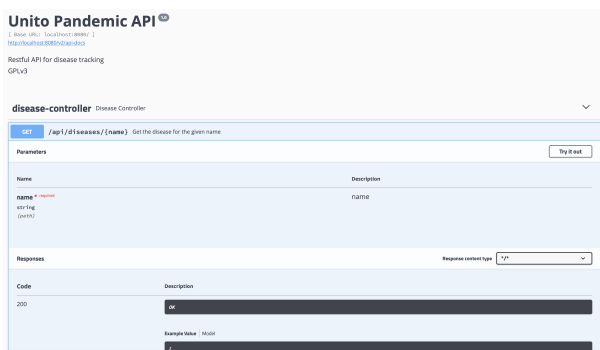 Unito Pandemic API 1.0
[ Base URL: localhost:8080/ ]
http://localhost:8080/v2/api-docs
Restful API for disease tracking
GPLv3
disease-controller Disease Controller
GET /api/diseases/{name} Get the disease for the given name
Parameters Try it out
Name Description
name * required name
string
(path)
Responses Response content type */*
Code Description
200 OK
Example Value | Model
{